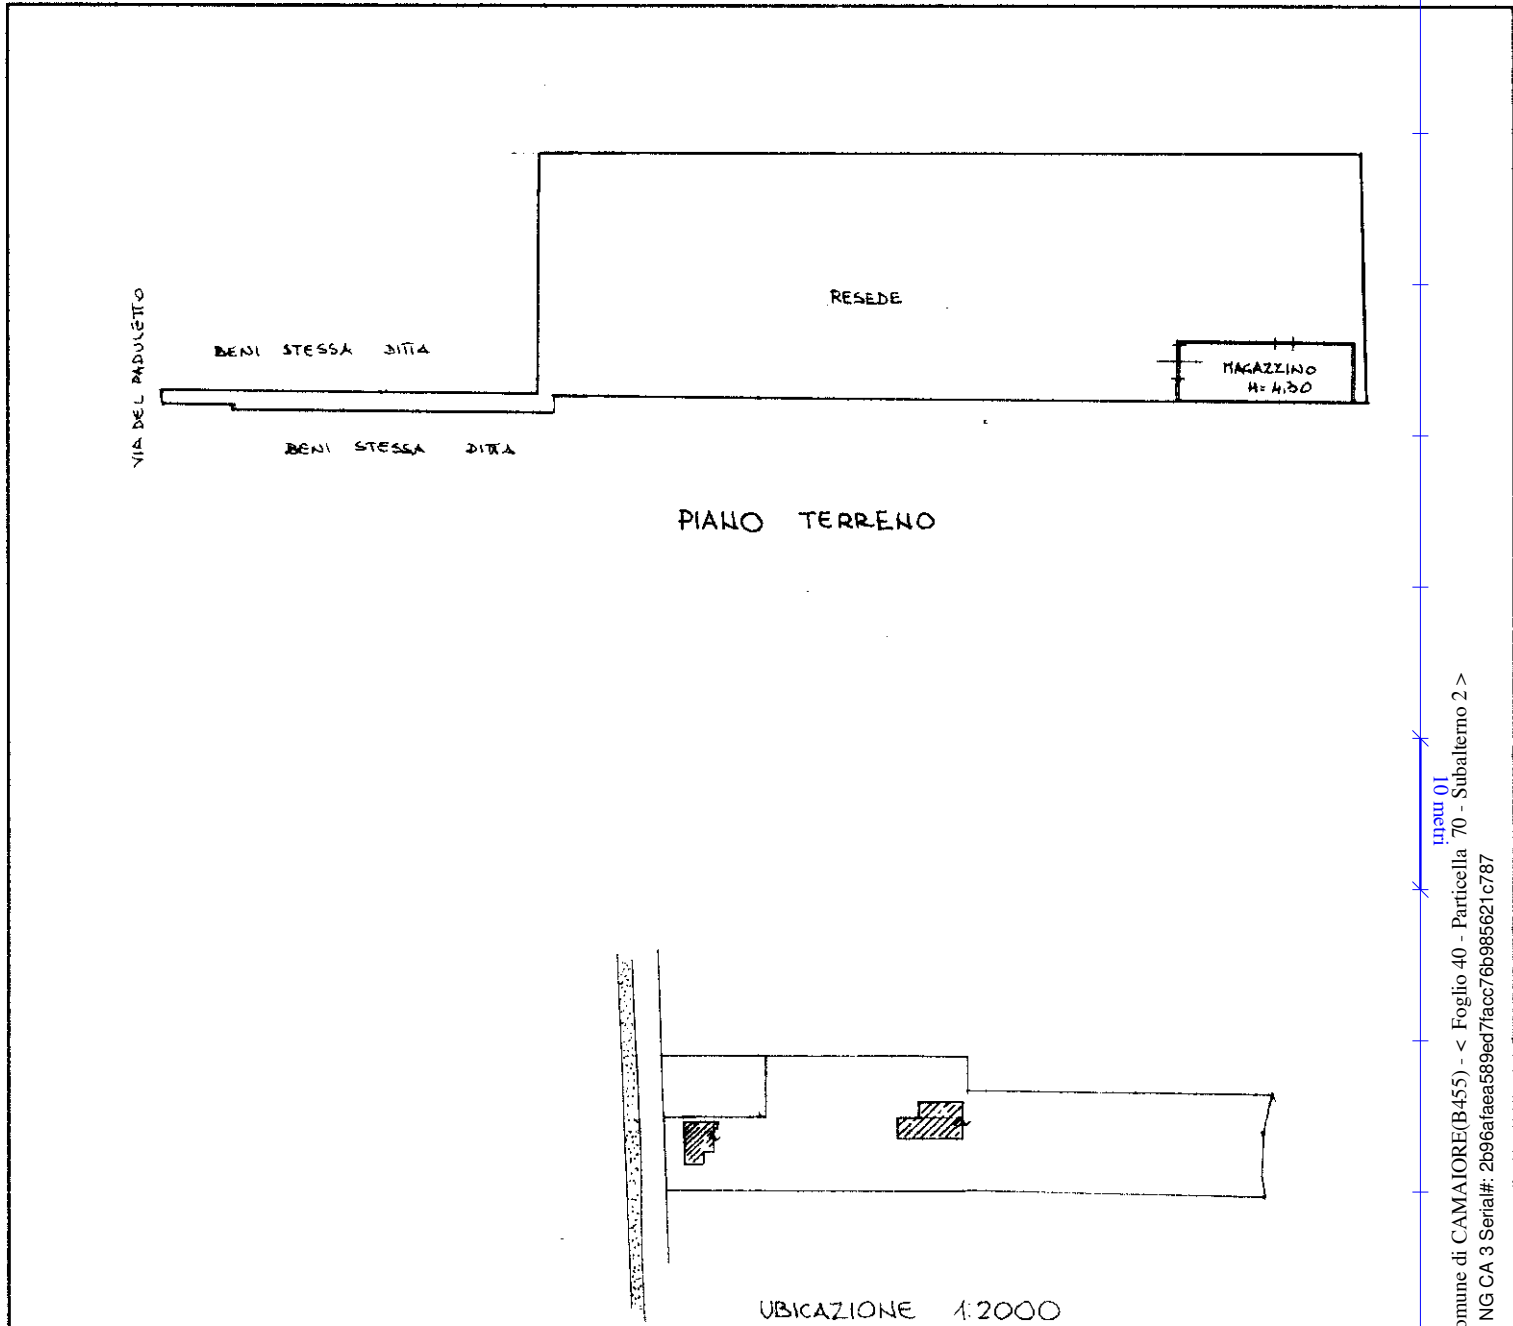 RESEDE
VIA DEL PADULETTO
BENI STESSA DITTA
MAGAZZINO
H= 4,30
BENI STESSA DITTA
PIANO TERRENO
10 metri
omune di CAMAIORE(B455) - < Foglio 40 - Particella 70 - Subalterno 2 >
NG CA 3 Serial#: 2b96afaea589ed7facc76b985621c787
UBICAZIONE 1:2000